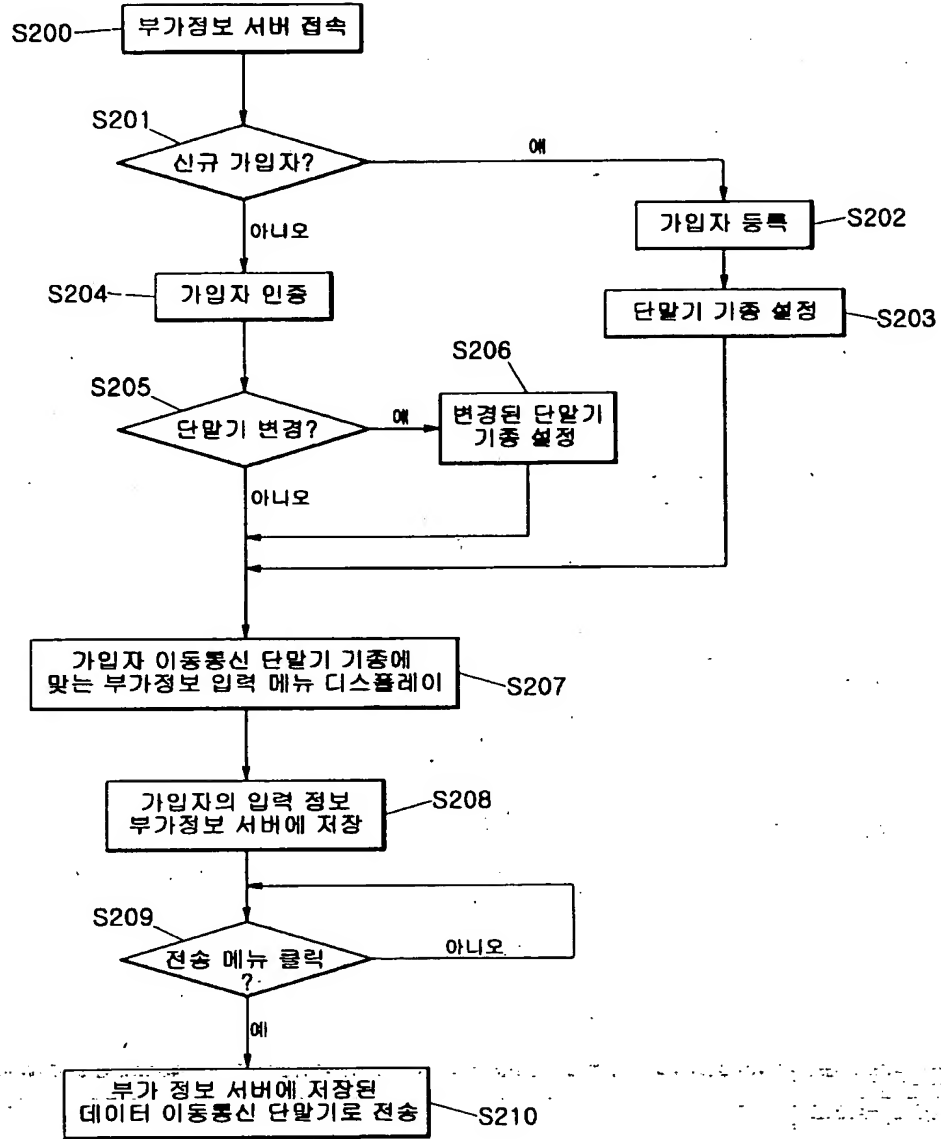 S200
부가정보 서버 접속
S201
신규 가입자?
예
아니오
가입자 등록
S202
S204
가입자 인증
단말기 기종 설정
S203
S205
단말기 변경?
예
S206
변경된 단말기
기종 설정
아니오
가입자 이동통신 단말기 기종에
맞는 부가정보 입력 메뉴 디스플레이
S207
가입자의 입력 정보
부가정보 서버에 저장
S208
S209
전송 메뉴 클릭
?
아니오
예
부가 정보 서버에 저장된
데이터 이동통신 단말기로 전송
S210